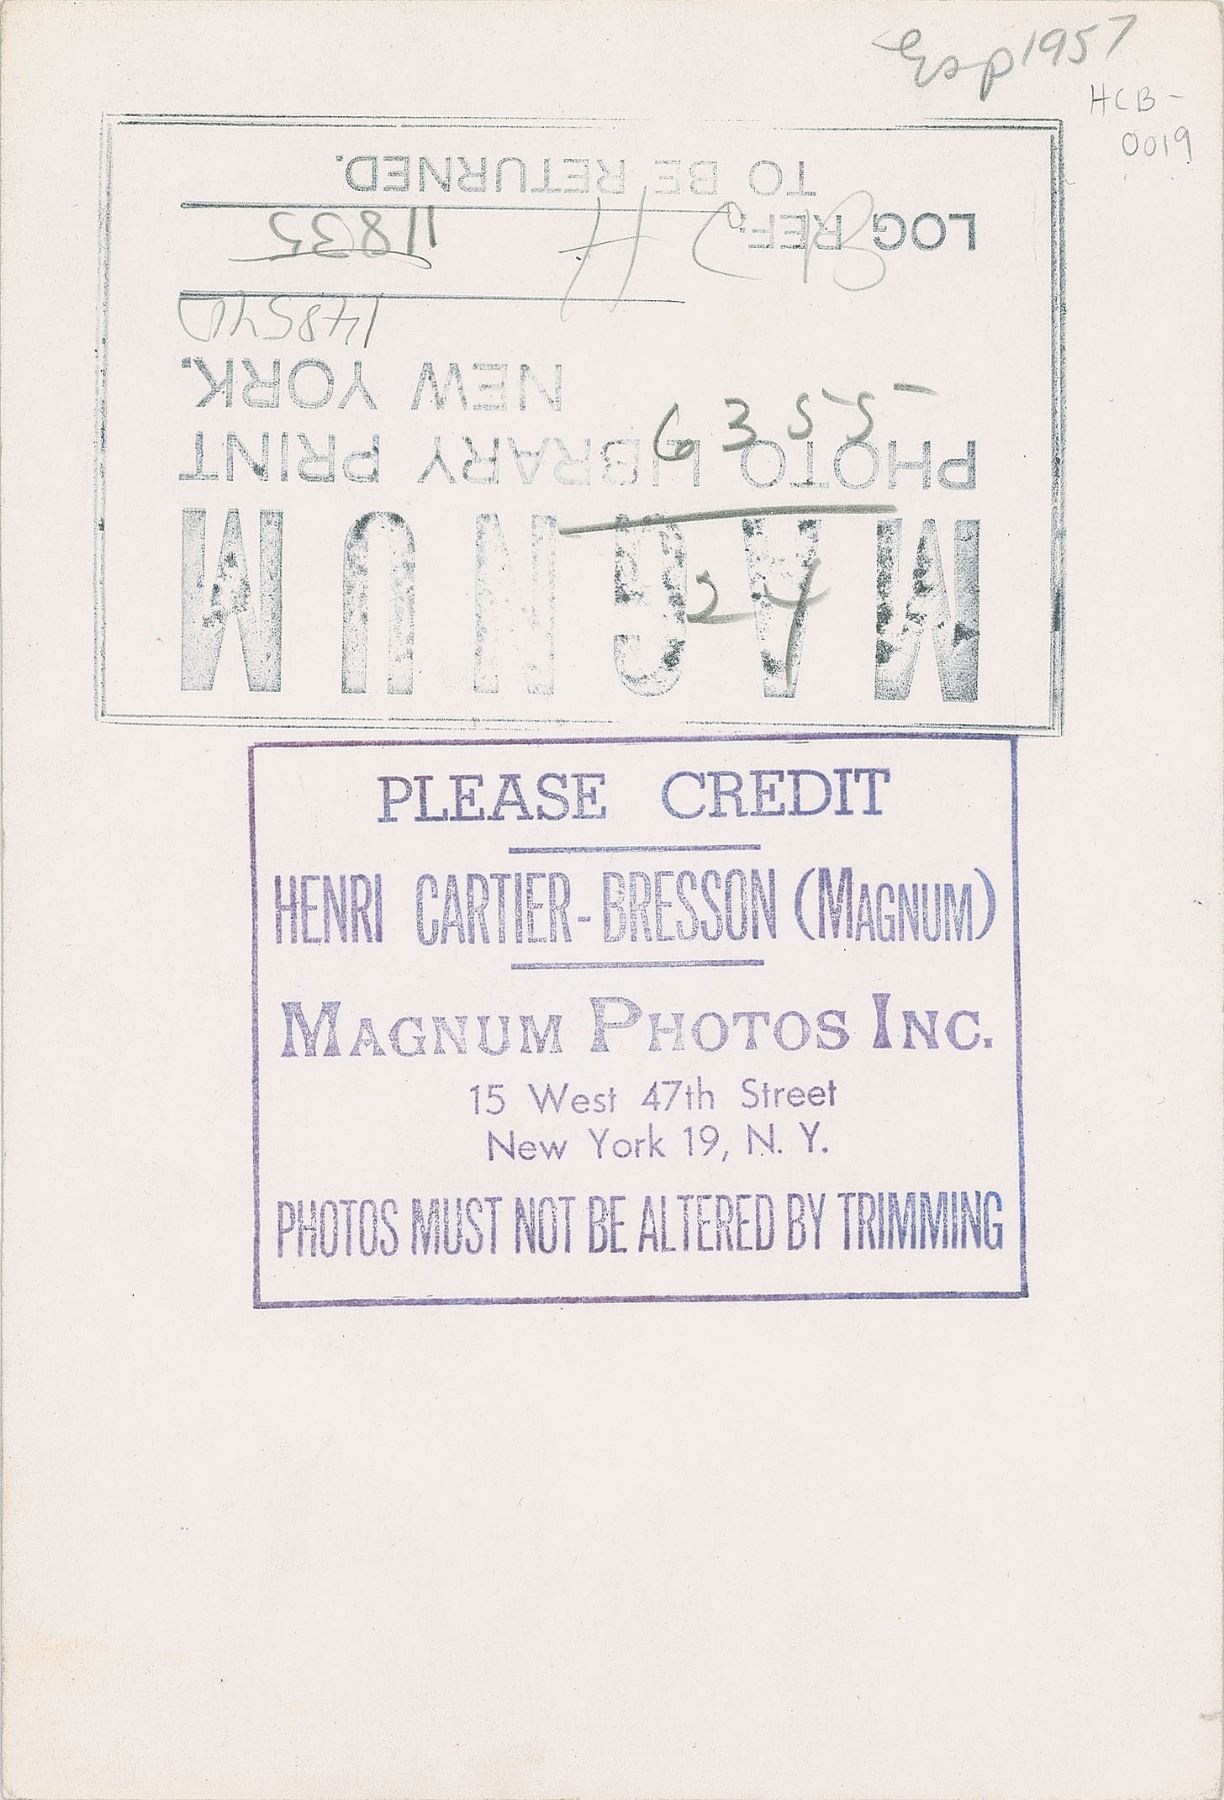 Esp 1957
HCB-
0019
MAGNUM
PHOTO LIBRARY PRINT
NEW YORK.
LOG REF:
11835
TO BE RETURNED.
6355-
24
PLEASE CREDIT
HENRI CARTIER-BRESSON (MAGNUM)
MAGNUM PHOTOS INC.
15 West 47th Street
New York 19, N. Y.
PHOTOS MUST NOT BE ALTERED BY TRIMMING